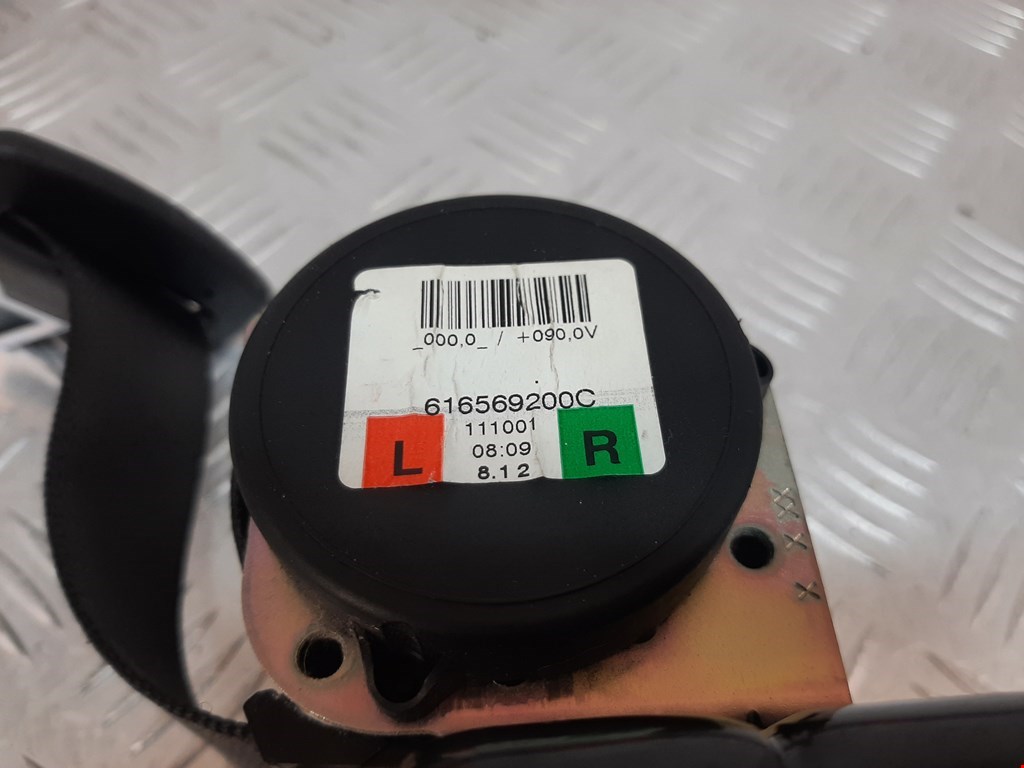 _000,0_ / +090,0V
616569200C
111001
08:09
L 8.12 R